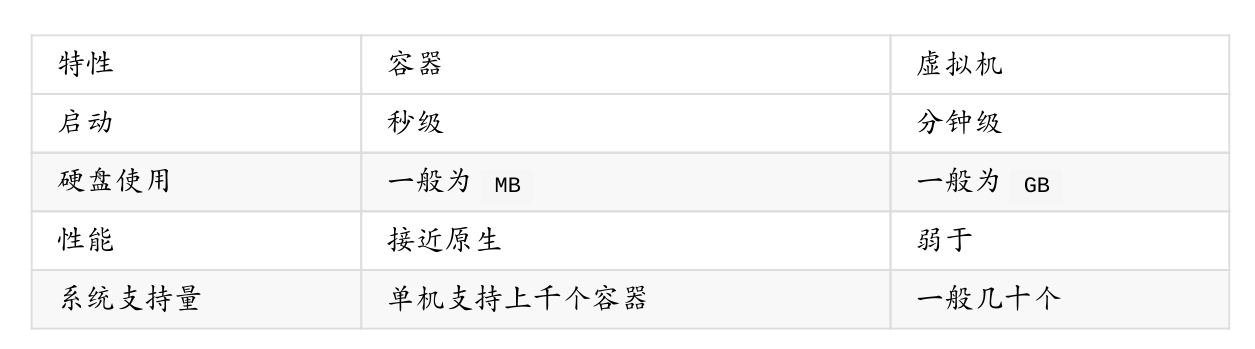 特性 容器 虚拟机
启动 秒级 分钟级
硬盘使用 一般为 MB 一般为 GB
性能 接近原生 弱于
系统支持量 单机支持上千个容器 一般几十个